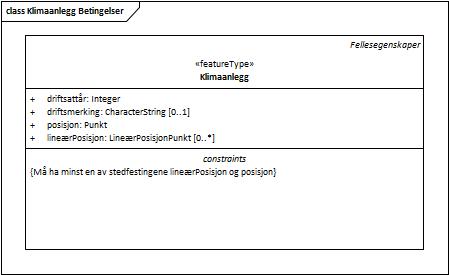 class Klimaanlegg Betingelser
Fellesegenskaper
«featureType»
Klimaanlegg
+ driftsattår: Integer
+ driftsmerking: CharacterString [0..1]
+ posisjon: Punkt
+ lineærPosisjon: LineærPosisjonPunkt [0..*]
constraints
{Må ha minst en av stedfestingene lineærPosisjon og posisjon}